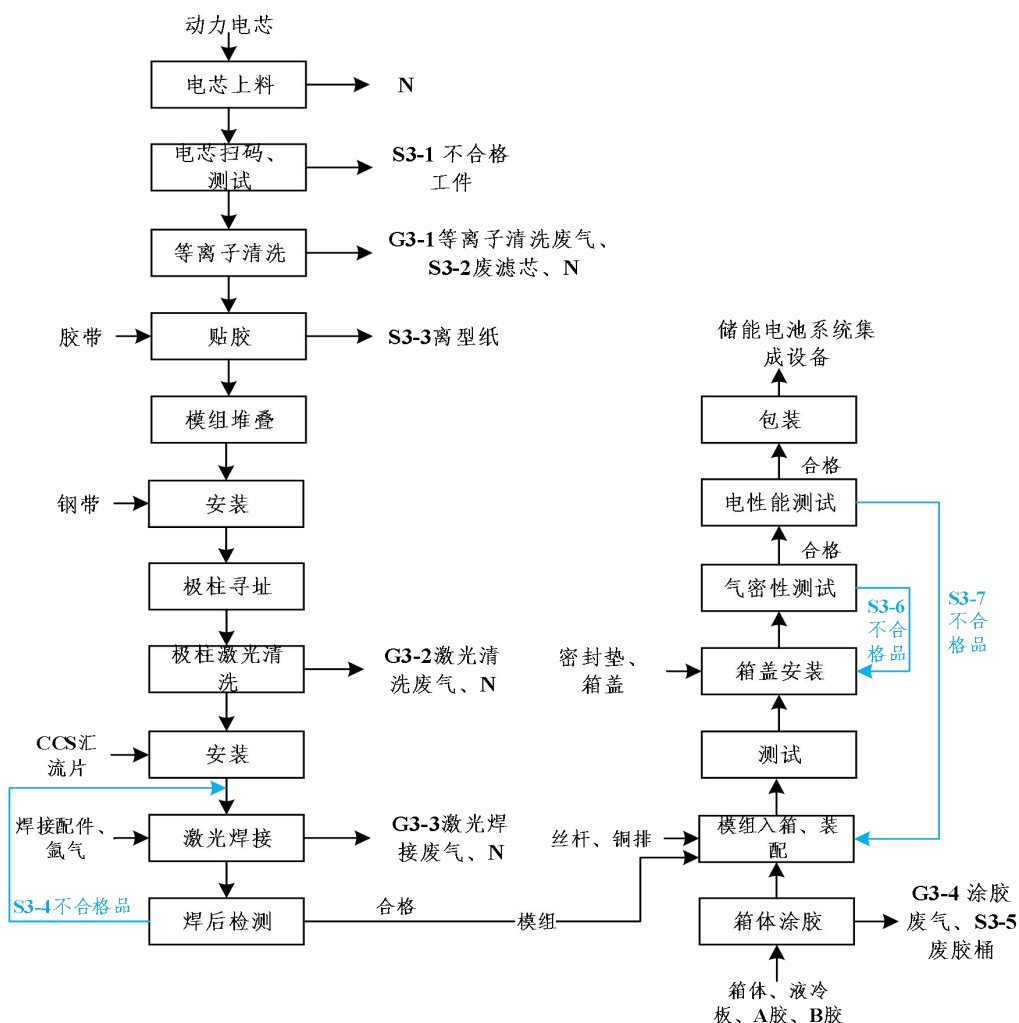 动力电芯
电芯上料
N
电芯扫码、
测试
S3-1 不合格
工件
等离子清洗
G3-1等离子清洗废气、
S3-2废滤芯、N
胶带
贴胶
S3-3离型纸
模组堆叠
钢带
安装
极柱寻址
极柱激光清
洗
G3-2激光清
洗废气、N
CCS汇
流片
安装
焊接配件、
氩气
激光焊接
G3-3激光焊
接废气、N
S3-4不合格品
焊后检测
合格
模组
储能电池系统集
成设备
包装
合格
电性能测试
合格
气密性测试
S3-6
不合
格品
S3-7
不合
格品
密封垫、
箱盖
箱盖安装
测试
丝杆、铜排
模组入箱、装
配
箱体涂胶
G3-4 涂胶
废气、S3-5
废胶桶
箱体、液冷
板、A胶、B胶